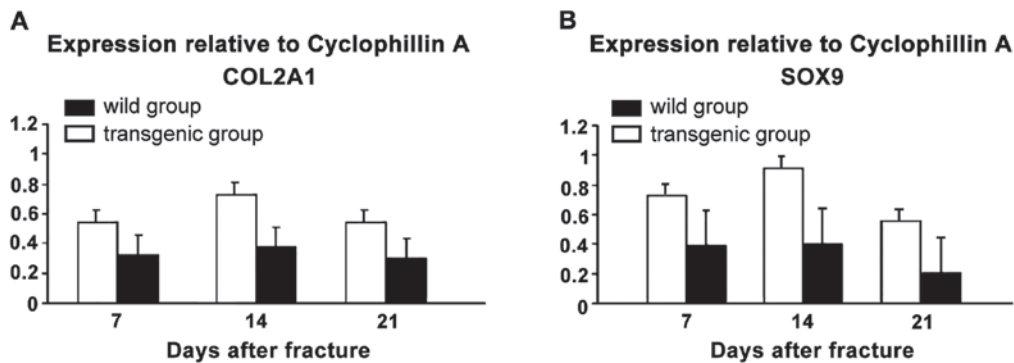 A
Expression relative to Cyclophillin A
COL2A1
wild group
transgenic group
1.2
1
0.8
0.6
0.4
0.2
0
7 14 21
Days after fracture
B
Expression relative to Cyclophillin A
SOX9
wild group
transgenic group
1.2
1
0.8
0.6
0.4
0.2
0
7 14 21
Days after fracture